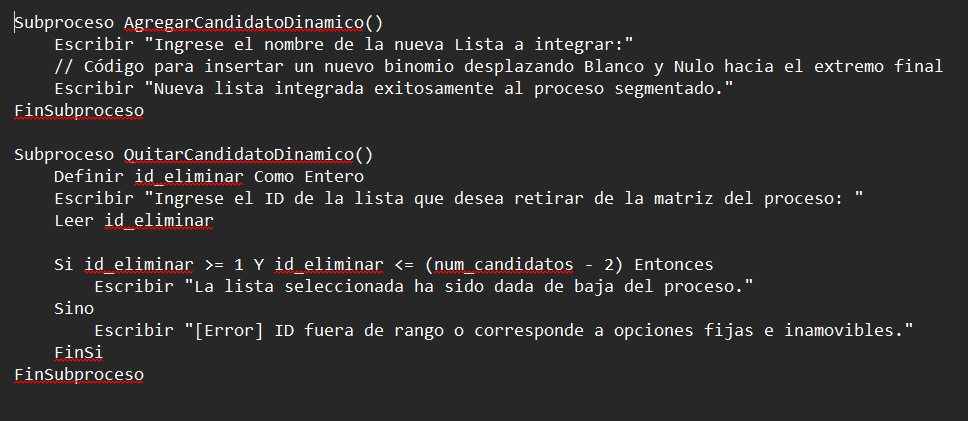 Subproceso AgregarCandidatoDinamico()
    Escribir "Ingrese el nombre de la nueva Lista a integrar:"
    // Código para insertar un nuevo binomio desplazando Blanco y Nulo hacia el extremo final
    Escribir "Nueva lista integrada exitosamente al proceso segmentado."
FinSubproceso

Subproceso QuitarCandidatoDinamico()
    Definir id_eliminar Como Entero
    Escribir "Ingrese el ID de la lista que desea retirar de la matriz del proceso: "
    Leer id_eliminar

    Si id_eliminar >= 1 Y id_eliminar <= (num_candidatos - 2) Entonces
        Escribir "La lista seleccionada ha sido dada de baja del proceso."
    Sino
        Escribir "[Error] ID fuera de rango o corresponde a opciones fijas e inamovibles."
    FinSi
FinSubproceso